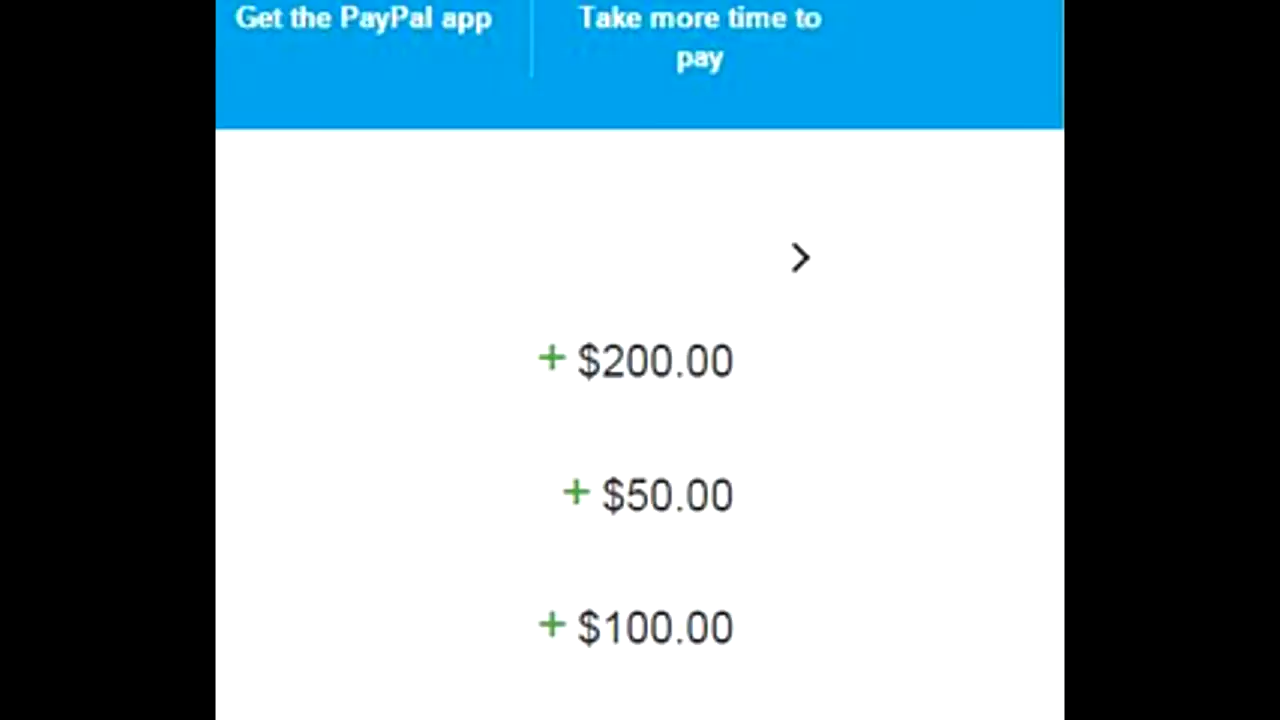 Get the PayPal app
Take more time to
pay
+ $200.00
+ $50.00
+ $100.00